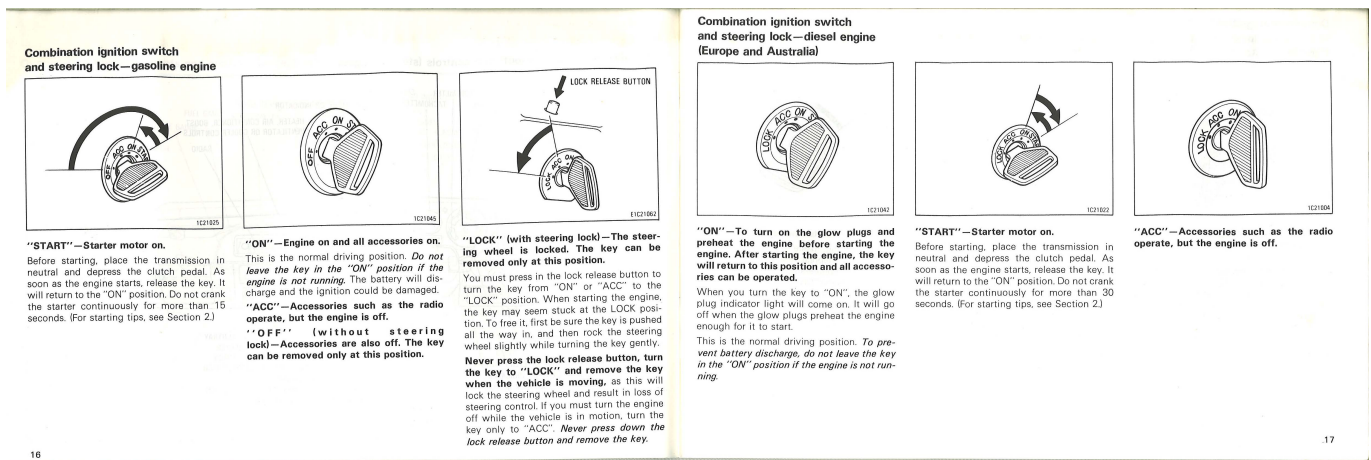 Combination ignition switch
and steering lock—gasoline engine
OFF ACC ON START
1C21025
"START"—Starter motor on.
Before starting, place the transmission in
neutral and depress the clutch pedal. As
soon as the engine starts, release the key. It
will return to the "ON" position. Do not crank
the starter continuously for more than 15
seconds. (For starting tips, see Section 2.)
OFF ACC ON ST
1C21045
"ON"—Engine on and all accessories on.
This is the normal driving position. Do not
leave the key in the "ON" position if the
engine is not running. The battery will dis-
charge and the ignition could be damaged.
"ACC"—Accessories such as the radio
operate, but the engine is off.
"OFF" (without steering
lock)—Accessories are also off. The key
can be removed only at this position.
LOCK RELEASE BUTTON
LOCK ACC ON
E1C21062
"LOCK" (with steering lock)—The steer-
ing wheel is locked. The key can be
removed only at this position.
You must press in the lock release button to
turn the key from "ON" or "ACC" to the
"LOCK" position. When starting the engine,
the key may seem stuck at the LOCK posi-
tion. To free it, first be sure the key is pushed
all the way in, and then rock the steering
wheel slightly while turning the key gently.
Never press the lock release button, turn
the key to "LOCK" and remove the key
when the vehicle is moving, as this will
lock the steering wheel and result in loss of
steering control. If you must turn the engine
off while the vehicle is in motion, turn the
key only to "ACC". Never press down the
lock release button and remove the key.
16
Combination ignition switch
and steering lock—diesel engine
(Europe and Australia)
LOCK ACC ON S
1C21042
"ON"—To turn on the glow plugs and
preheat the engine before starting the
engine. After starting the engine, the key
will return to this position and all accesso-
ries can be operated.
When you turn the key to "ON", the glow
plug indicator light will come on. It will go
off when the glow plugs preheat the engine
enough for it to start.
This is the normal driving position. To pre-
vent battery discharge, do not leave the key
in the "ON" position if the engine is not run-
ning.
LOCK ACC ON START
1C21022
"START"—Starter motor on.
Before starting, place the transmission in
neutral and depress the clutch pedal. As
soon as the engine starts, release the key. It
will return to the "ON" position. Do not crank
the starter continuously for more than 30
seconds. (For starting tips, see Section 2.)
LOCK ACC ON
1C21004
"ACC"—Accessories such as the radio
operate, but the engine is off.
17